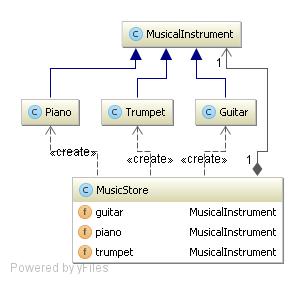 C MusicalInstrument
1
C Piano
C Trumpet
C Guitar
«create»
«create»
«create»
1
C MusicStore
f guitar MusicalInstrument
f piano MusicalInstrument
f trumpet MusicalInstrument
Powered by yFiles